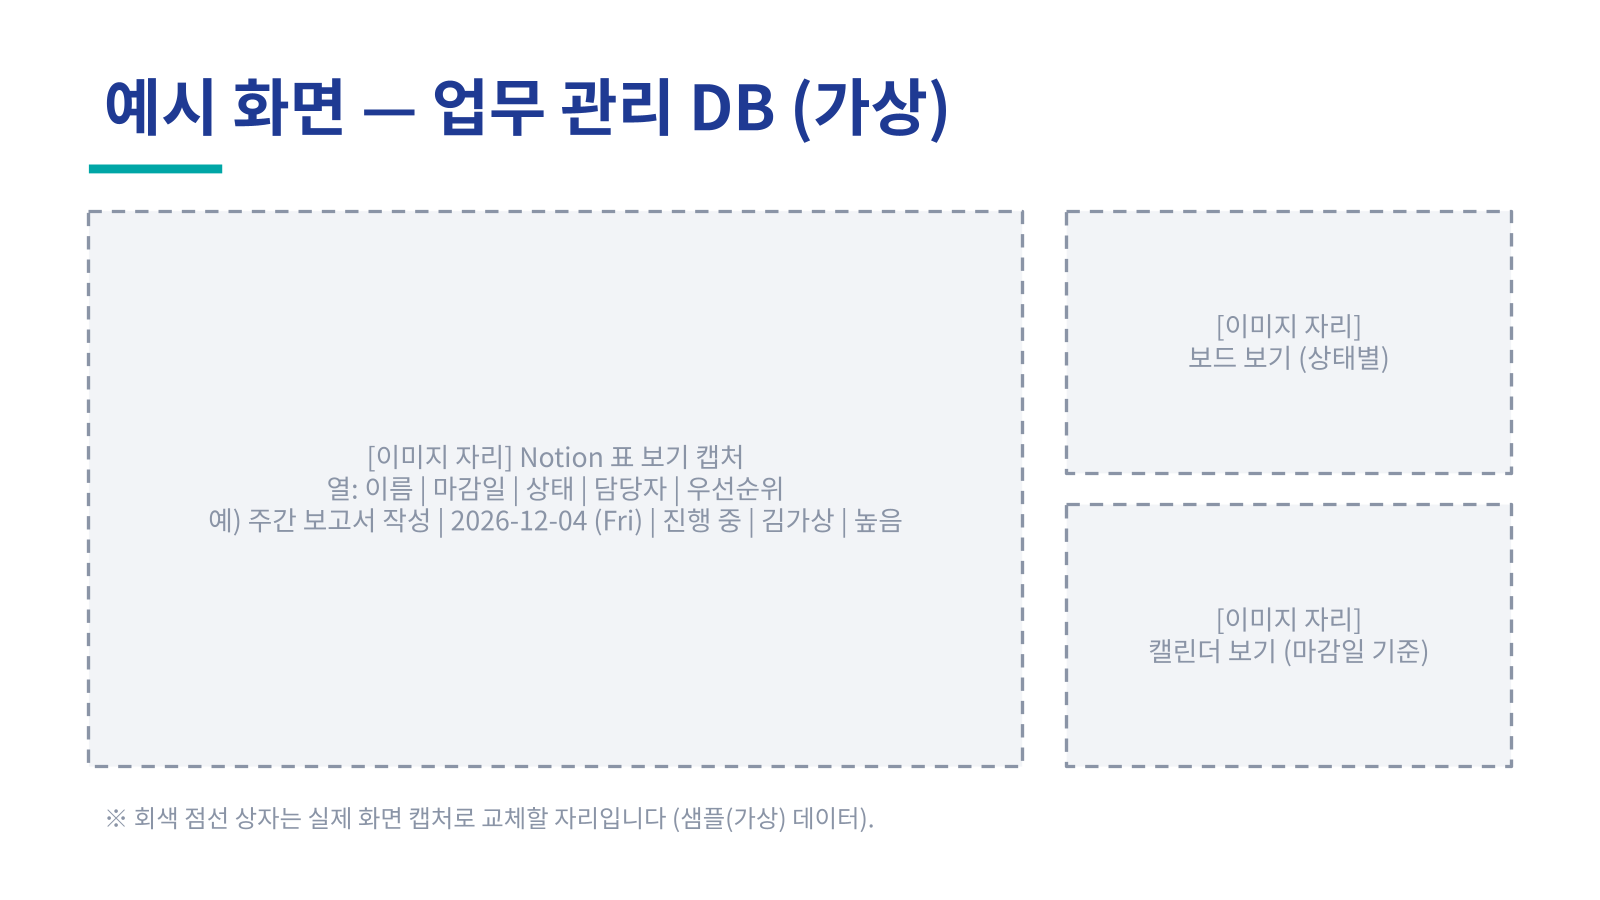 예시 화면 — 업무 관리 DB (가상)
[이미지 자리] Notion 표 보기 캡처
열: 이름 | 마감일 | 상태 | 담당자 | 우선순위
예) 주간 보고서 작성 | 2026-12-04 (Fri) | 진행 중 | 김가상 | 높음
[이미지 자리]
보드 보기 (상태별)
[이미지 자리]
캘린더 보기 (마감일 기준)
※ 회색 점선 상자는 실제 화면 캡처로 교체할 자리입니다 (샘플(가상) 데이터).